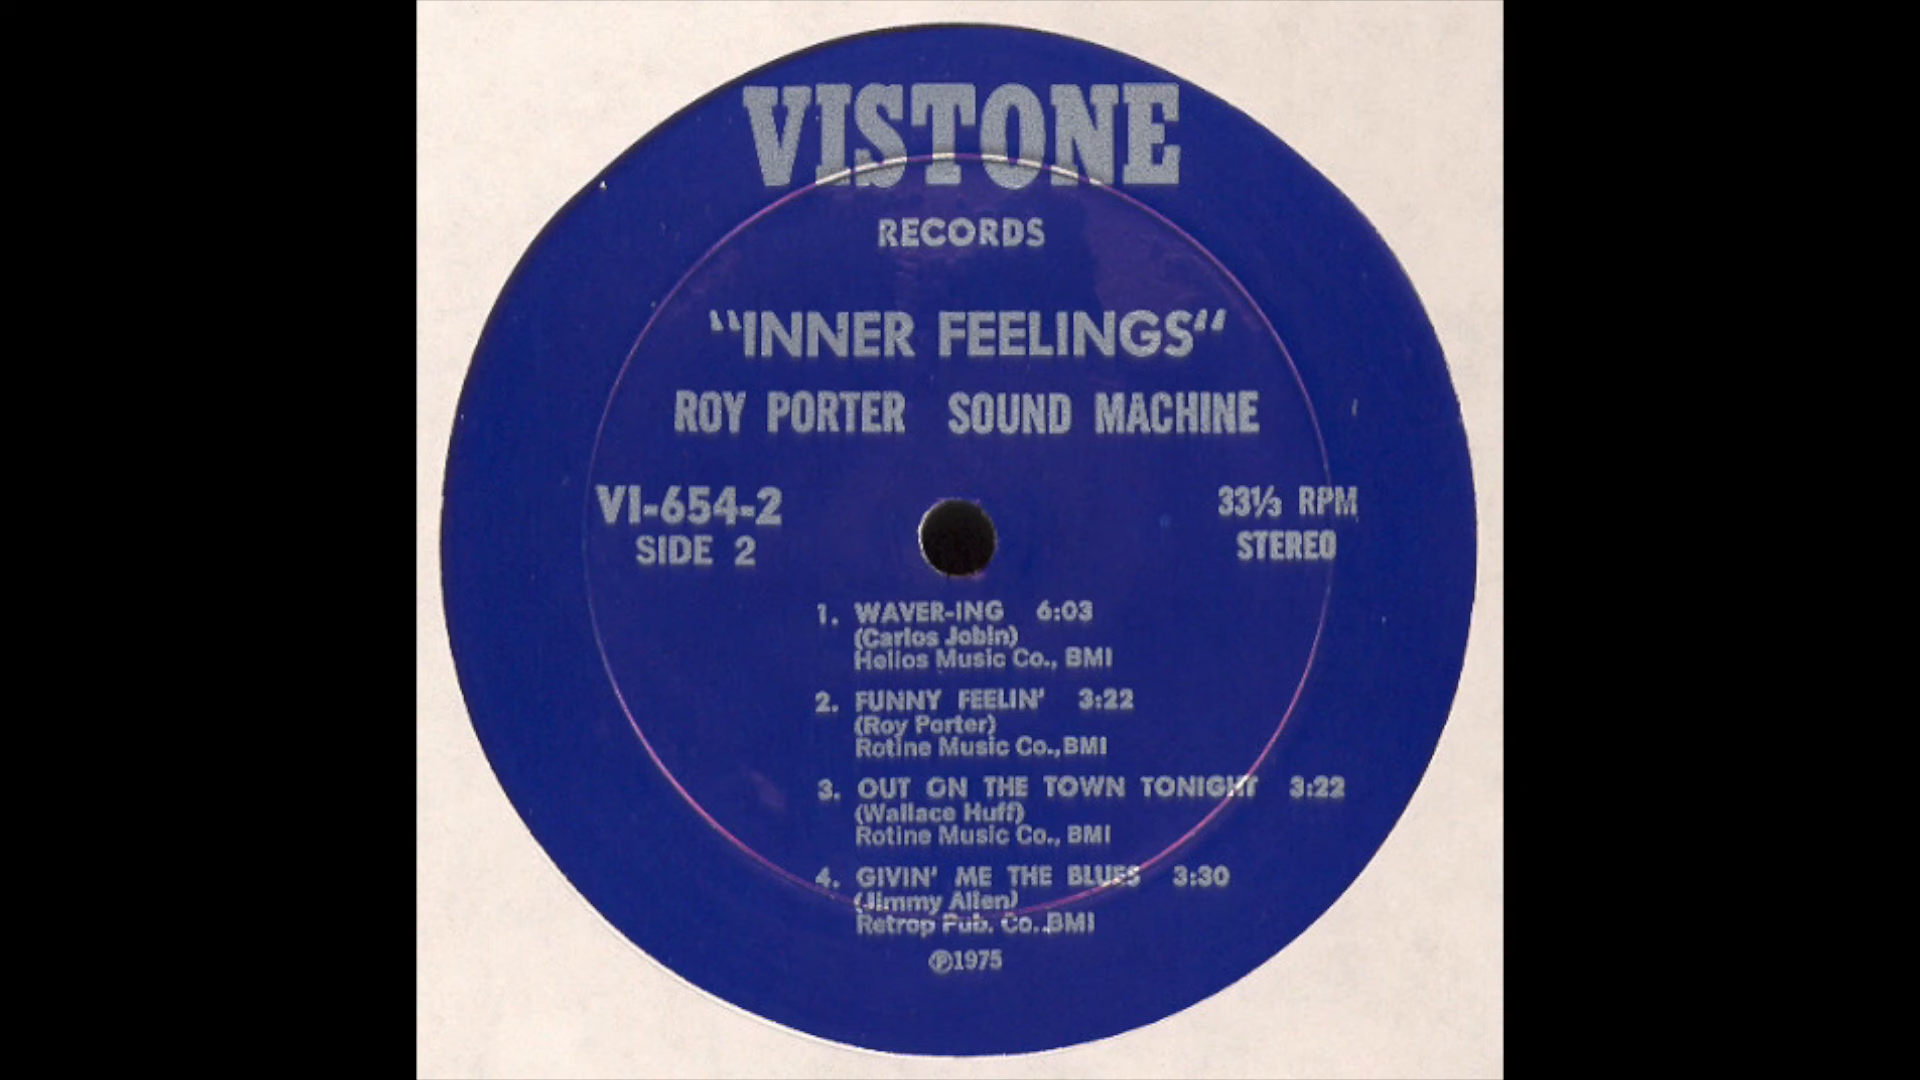 VISTONE
RECORDS
"INNER FEELINGS"
ROY PORTER SOUND MACHINE
VI-654-2
SIDE 2
33⅓ RPM
STEREO
1. WAVER-ING 6:03
(Carlos Jobin)
Helios Music Co., BMI
2. FUNNY FEELIN' 3:22
(Roy Porter)
Rotine Music Co., BMI
3. OUT ON THE TOWN TONIGHT 3:22
(Wallace Huff)
Rotine Music Co., BMI
4. GIVIN' ME THE BLUES 3:30
(Jimmy Allen)
Retrop Pub. Co., BMI
℗1975